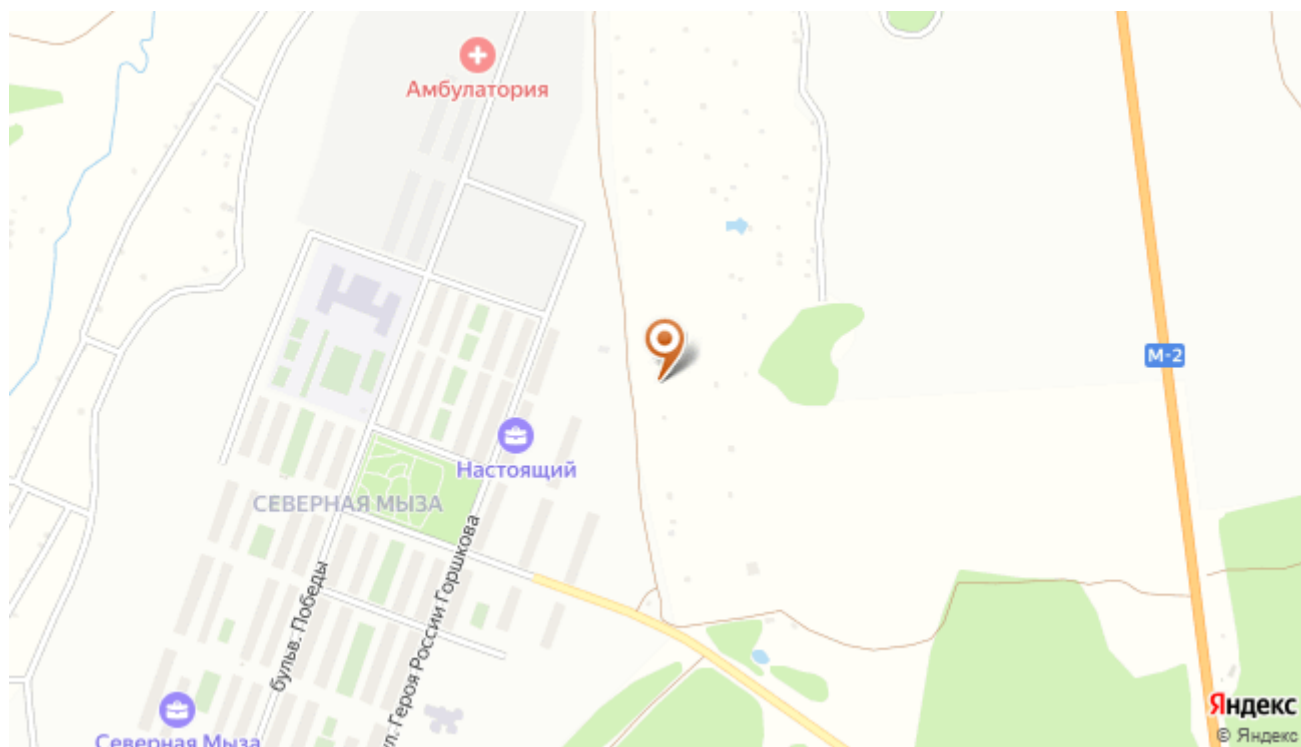 Амбулатория
М-2
Настоящий
СЕВЕРНАЯ МЫЗА
бульв. Победы
ул. Героя России Горшкова
Северная Мыза
Яндекс
© Яндекс